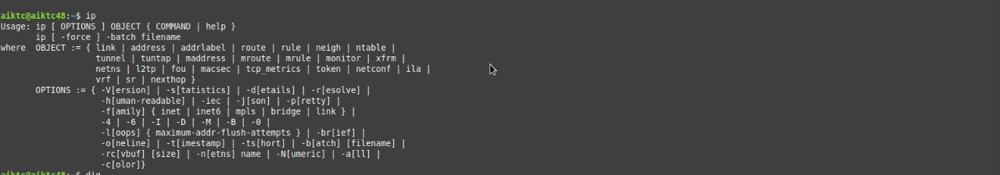 aiktc@aiktc48:~$ ip
Usage: ip [ OPTIONS ] OBJECT { COMMAND | help }
       ip [ -force ] -batch filename
where  OBJECT := { link | address | addrlabel | route | rule | neigh | ntable |
                   tunnel | tuntap | maddress | mroute | mrule | monitor | xfrm |
                   netns | l2tp | fou | macsec | tcp_metrics | token | netconf | ila |
                   vrf | sr | nexthop }
       OPTIONS := { -V[ersion] | -s[tatistics] | -d[etails] | -r[esolve] |
                    -h[uman-readable] | -iec | -j[son] | -p[retty] |
                    -f[amily] { inet | inet6 | mpls | bridge | link } |
                    -4 | -6 | -I | -D | -M | -B | -0 |
                    -l[oops] { maximum-addr-flush-attempts } | -br[ief] |
                    -o[neline] | -t[imestamp] | -ts[hort] | -b[atch] [filename] |
                    -rc[vbuf] [size] | -n[etns] name | -N[umeric] | -a[ll] |
                    -c[olor]}
aiktc@aiktc48:~$ dig